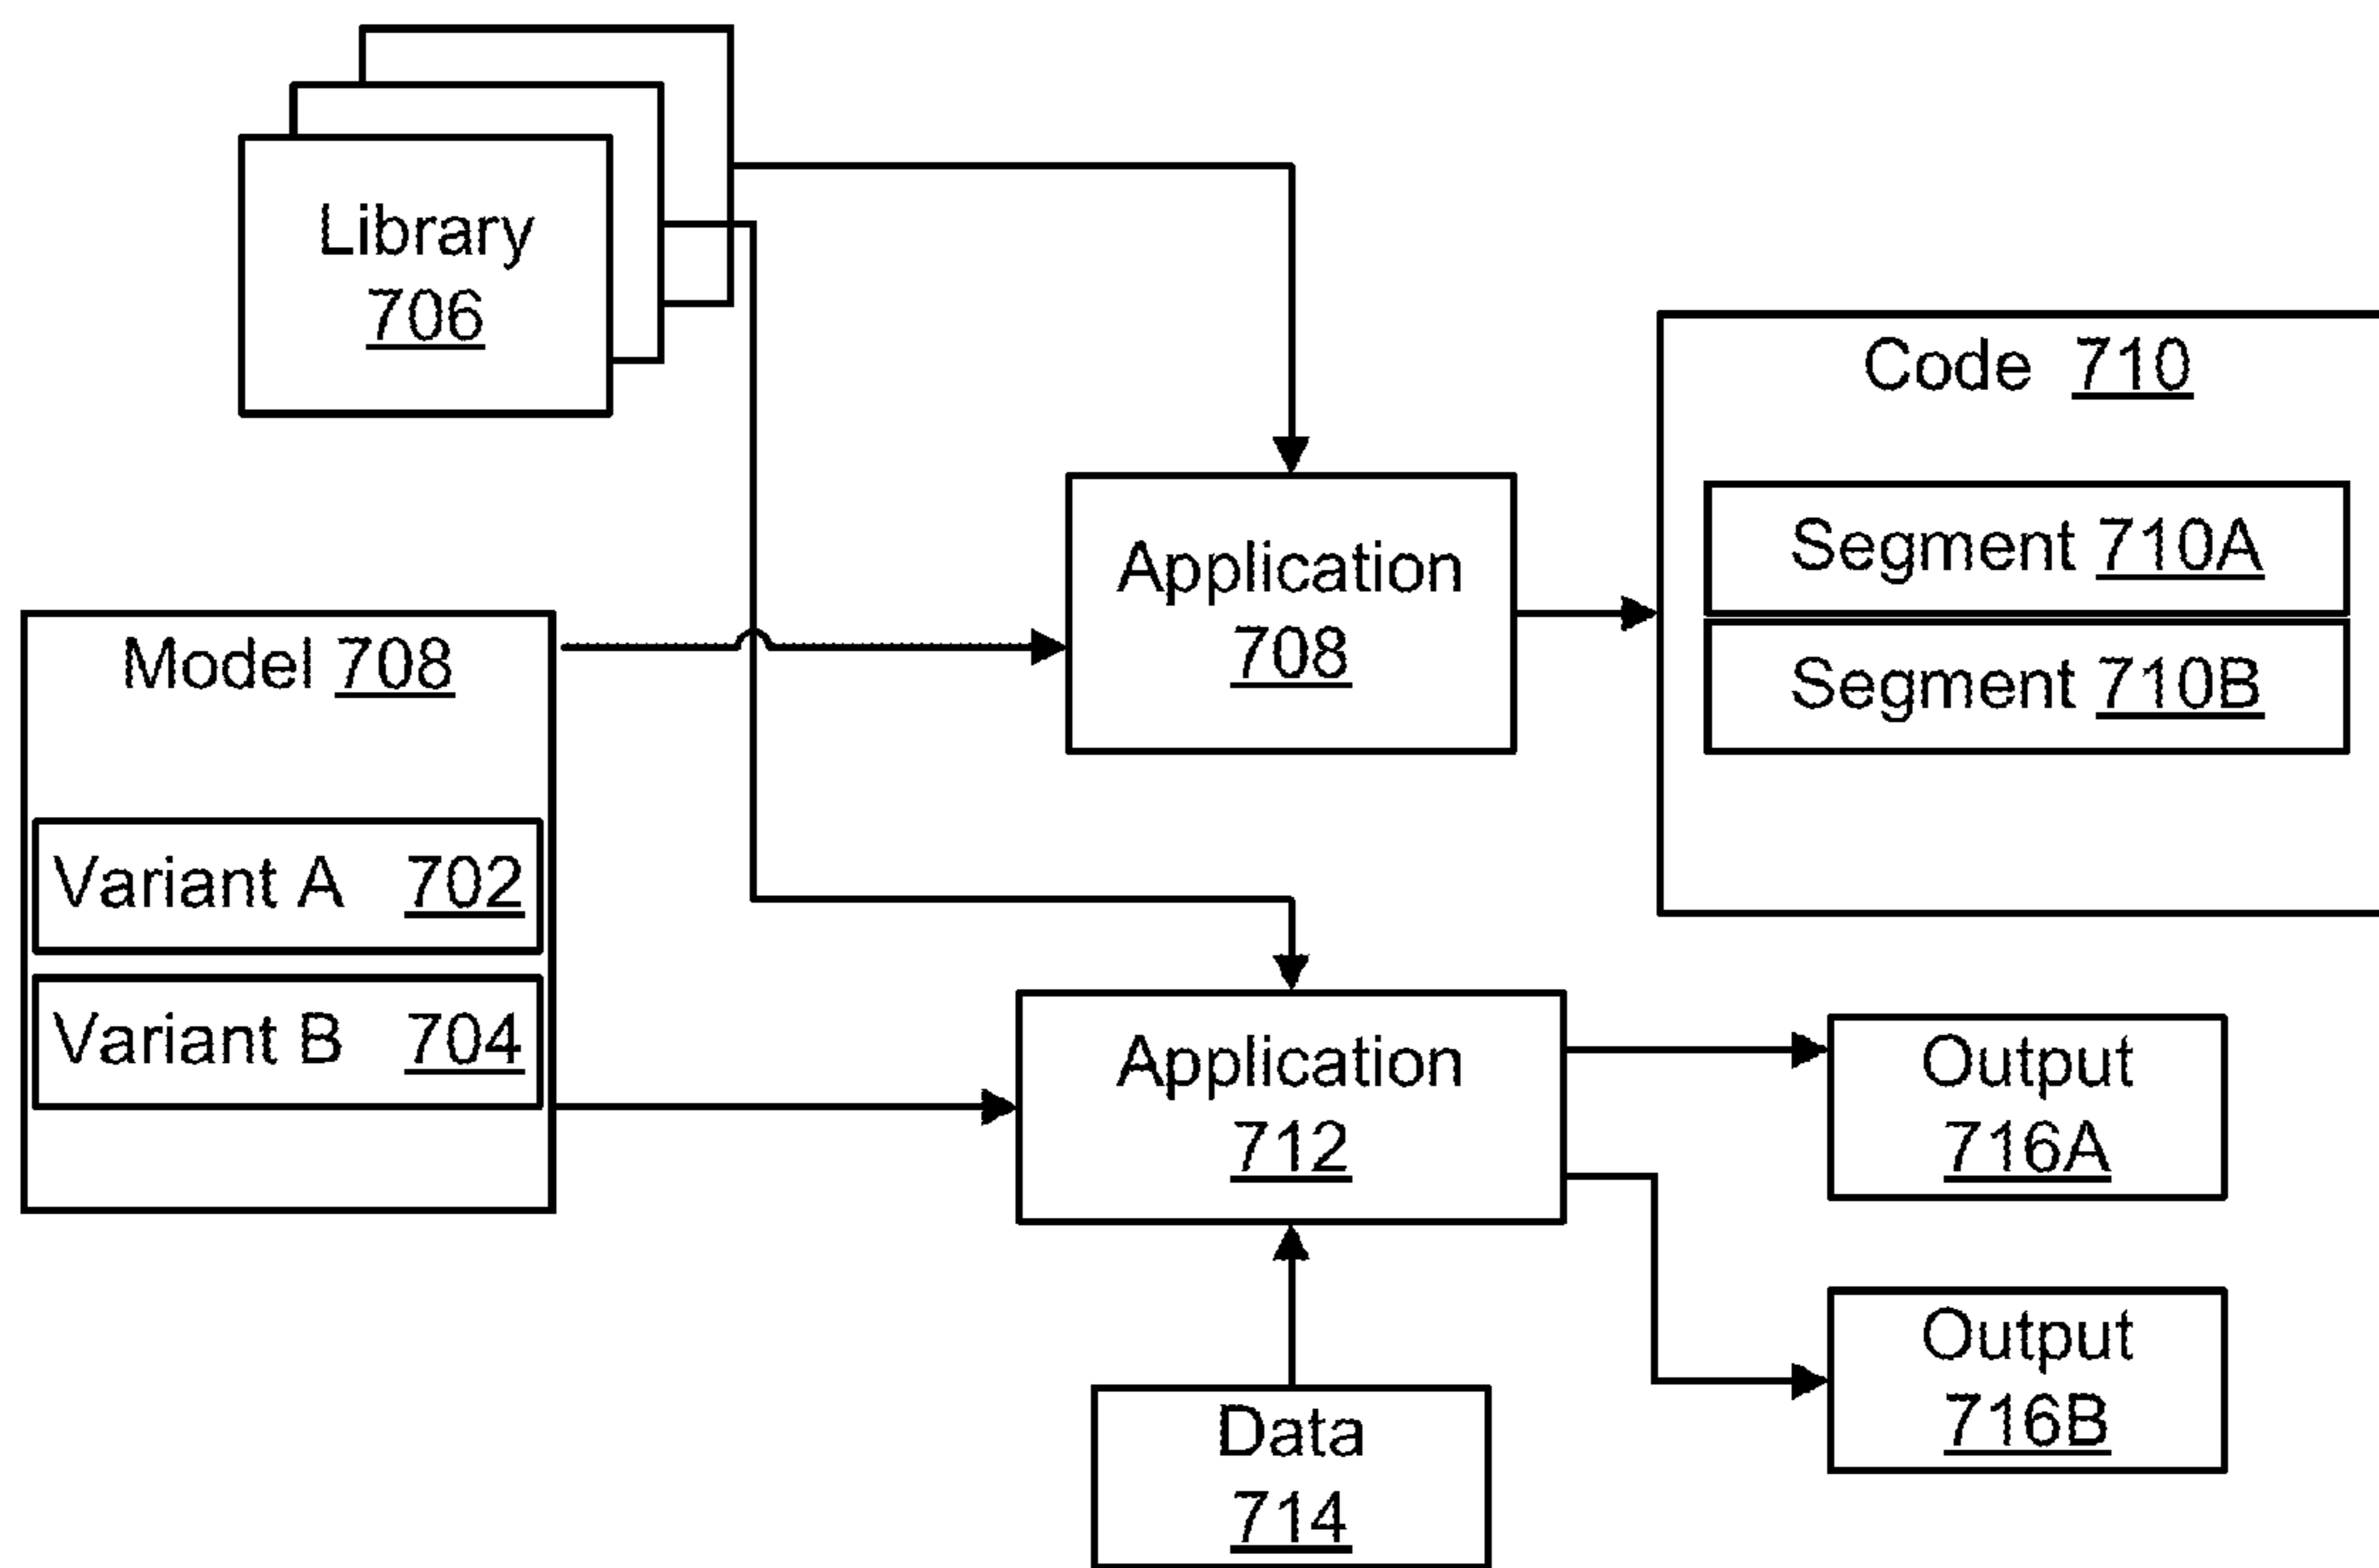 Library
706
Code 710
Segment 710A
Segment 710B
Application
708
Model 708
Variant A 702
Variant B 704
Application
712
Output
716A
Output
716B
Data
714